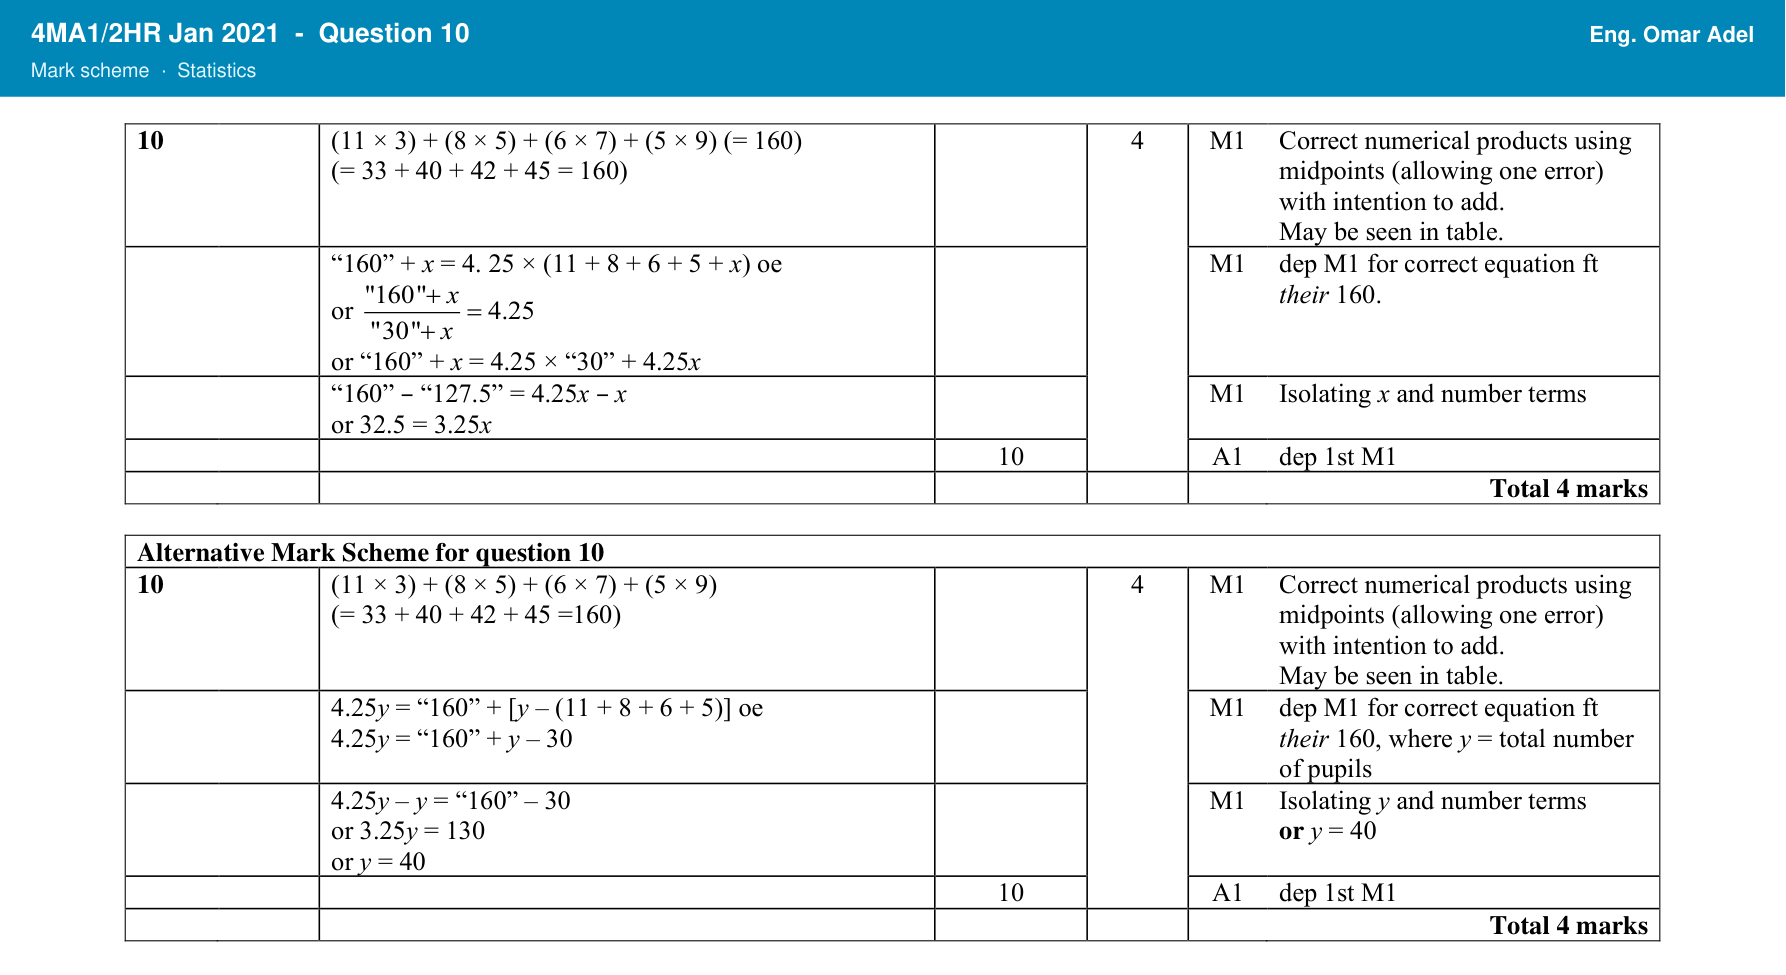 4MA1/2HR Jan 2021 - Question 10
Eng. Omar Adel
Mark scheme · Statistics
10
(11 × 3) + (8 × 5) + (6 × 7) + (5 × 9) (= 160)
(= 33 + 40 + 42 + 45 = 160)
4
M1
Correct numerical products using
midpoints (allowing one error)
with intention to add.
May be seen in table.
“160” + x = 4. 25 × (11 + 8 + 6 + 5 + x) oe
or "160"+ x / "30"+ x = 4.25
or “160” + x = 4.25 × “30” + 4.25x
M1
dep M1 for correct equation ft
their 160.
“160” – “127.5” = 4.25x – x
or 32.5 = 3.25x
M1
Isolating x and number terms
10
A1
dep 1st M1
Total 4 marks
Alternative Mark Scheme for question 10
10
(11 × 3) + (8 × 5) + (6 × 7) + (5 × 9)
(= 33 + 40 + 42 + 45 =160)
4
M1
Correct numerical products using
midpoints (allowing one error)
with intention to add.
May be seen in table.
4.25y = “160” + [y – (11 + 8 + 6 + 5)] oe
4.25y = “160” + y – 30
M1
dep M1 for correct equation ft
their 160, where y = total number
of pupils
4.25y – y = “160” – 30
or 3.25y = 130
or y = 40
M1
Isolating y and number terms
or y = 40
10
A1
dep 1st M1
Total 4 marks